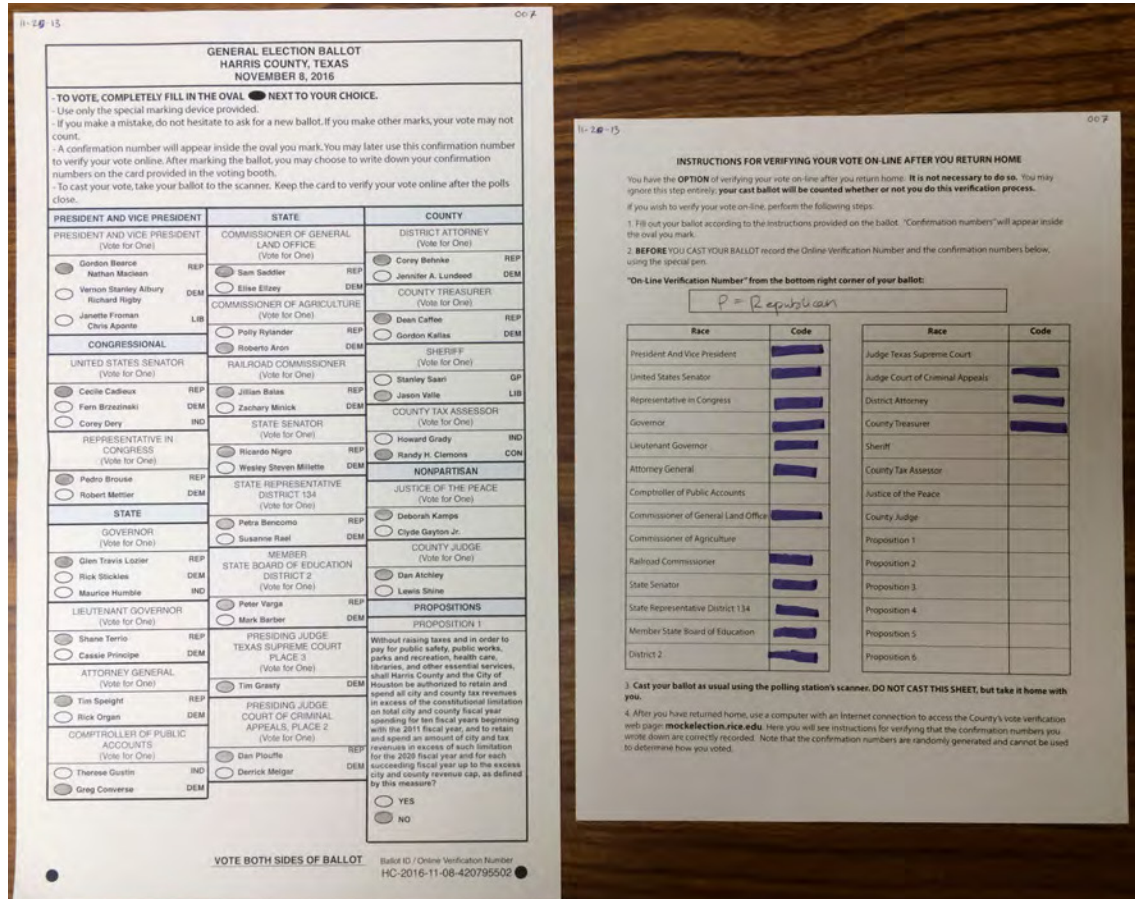 11-20-13
007
GENERAL ELECTION BALLOT
HARRIS COUNTY, TEXAS
NOVEMBER 8, 2016
- TO VOTE, COMPLETELY FILL IN THE OVAL NEXT TO YOUR CHOICE.
- Use only the special marking device provided.
- If you make a mistake, do not hesitate to ask for a new ballot. If you make other marks, your vote may not
count.
- A confirmation number will appear inside the oval you mark. You may later use this confirmation number
to verify your vote online. After marking the ballot, you may choose to write down your confirmation
numbers on the card provided in the voting booth.
- To cast your vote, take your ballot to the scanner. Keep the card to verify your vote online after the polls
close.
PRESIDENT AND VICE PRESIDENT
PRESIDENT AND VICE PRESIDENT
(Vote for One)
Gordon Bearce REP
Nathan Maclean
Vernon Stanley Albury DEM
Richard Rigby
Janette Froman LIB
Chris Aponte
CONGRESSIONAL
UNITED STATES SENATOR
(Vote for One)
Cecile Cadieux REP
Fern Brzezinski DEM
Corey Dery IND
REPRESENTATIVE IN
CONGRESS
(Vote for One)
Pedro Brouse REP
Robert Mettler DEM
STATE
GOVERNOR
(Vote for One)
Glen Travis Lozier REP
Rick Stickles DEM
Maurice Humble IND
LIEUTENANT GOVERNOR
(Vote for One)
Shane Terrio REP
Cassie Principe DEM
ATTORNEY GENERAL
(Vote for One)
Tim Speight REP
Rick Organ DEM
COMPTROLLER OF PUBLIC
ACCOUNTS
(Vote for One)
Therese Gustin IND
Greg Converse DEM
STATE
COMMISSIONER OF GENERAL
LAND OFFICE
(Vote for One)
Sam Saddler REP
Elise Ellzey DEM
COMMISSIONER OF AGRICULTURE
(Vote for One)
Polly Rylander REP
Roberto Aron DEM
RAILROAD COMMISSIONER
(Vote for One)
Jillian Balas REP
Zachary Minick DEM
STATE SENATOR
(Vote for One)
Ricardo Nigro REP
Wesley Steven Millette DEM
STATE REPRESENTATIVE
DISTRICT 134
(Vote for One)
Petra Bencomo REP
Susanne Rael DEM
MEMBER
STATE BOARD OF EDUCATION
DISTRICT 2
(Vote for One)
Peter Varga REP
Mark Barber DEM
PRESIDING JUDGE
TEXAS SUPREME COURT
PLACE 3
(Vote for One)
Tim Grasty DEM
PRESIDING JUDGE
COURT OF CRIMINAL
APPEALS, PLACE 2
(Vote for One)
Dan Plouffe REP
Derrick Melgar DEM
COUNTY
DISTRICT ATTORNEY
(Vote for One)
Corey Behnke REP
Jennifer A. Lundeed DEM
COUNTY TREASURER
(Vote for One)
Dean Caffee REP
Gordon Kallas DEM
SHERIFF
(Vote for One)
Stanley Saari GP
Jason Valle LIB
COUNTY TAX ASSESSOR
(Vote for One)
Howard Grady IND
Randy H. Clemons CON
NONPARTISAN
JUSTICE OF THE PEACE
(Vote for One)
Deborah Kamps
Clyde Gayton Jr.
COUNTY JUDGE
(Vote for One)
Dan Atchley
Lewis Shine
PROPOSITIONS
PROPOSITION 1
Without raising taxes and in order to
pay for public safety, public works,
parks and recreation, health care,
libraries, and other essential services,
shall Harris County and the City of
Houston be authorized to retain and
spend all city and county tax revenues
in excess of the constitutional limitation
on total city and county fiscal year
spending for ten fiscal years beginning
with the 2011 fiscal year, and to retain
and spend an amount of city and tax
revenues in excess of such limitation
for the 2020 fiscal year and for each
succeeding fiscal year up to the excess
city and county revenue cap, as defined
by this measure?
YES
NO
VOTE BOTH SIDES OF BALLOT
Ballot ID / Online Verification Number
HC-2016-11-08-420795502
11-20-13
007
INSTRUCTIONS FOR VERIFYING YOUR VOTE ON-LINE AFTER YOU RETURN HOME
You have the OPTION of verifying your vote on-line after you return home. It is not necessary to do so. You may
ignore this step entirely; your cast ballot will be counted whether or not you do this verification process.
If you wish to verify your vote on-line, perform the following steps:
1. Fill out your ballot according to the instructions provided on the ballot. "Confirmation numbers" will appear inside
the oval you mark.
2. BEFORE YOU CAST YOUR BALLOT record the Online Verification Number and the confirmation numbers below,
using the special pen.
"On-Line Verification Number" from the bottom right corner of your ballot:
P = Republican
Race Code
President And Vice President
United States Senator
Representative in Congress
Governor
Lieutenant Governor
Attorney General
Comptroller of Public Accounts
Commissioner of General Land Office
Commissioner of Agriculture
Railroad Commissioner
State Senator
State Representative District 134
Member State Board of Education
District 2
Race Code
Judge Texas Supreme Court
Judge Court of Criminal Appeals
District Attorney
County Treasurer
Sheriff
County Tax Assessor
Justice of the Peace
County Judge
Proposition 1
Proposition 2
Proposition 3
Proposition 4
Proposition 5
Proposition 6
3. Cast your ballot as usual using the polling station's scanner. DO NOT CAST THIS SHEET, but take it home with
you.
4. After you have returned home, use a computer with an Internet connection to access the County's vote verification
web page: mockelection.rice.edu. Here you will see instructions for verifying that the confirmation numbers you
wrote down are correctly recorded. Note that the confirmation numbers are randomly generated and cannot be used
to determine how you voted.